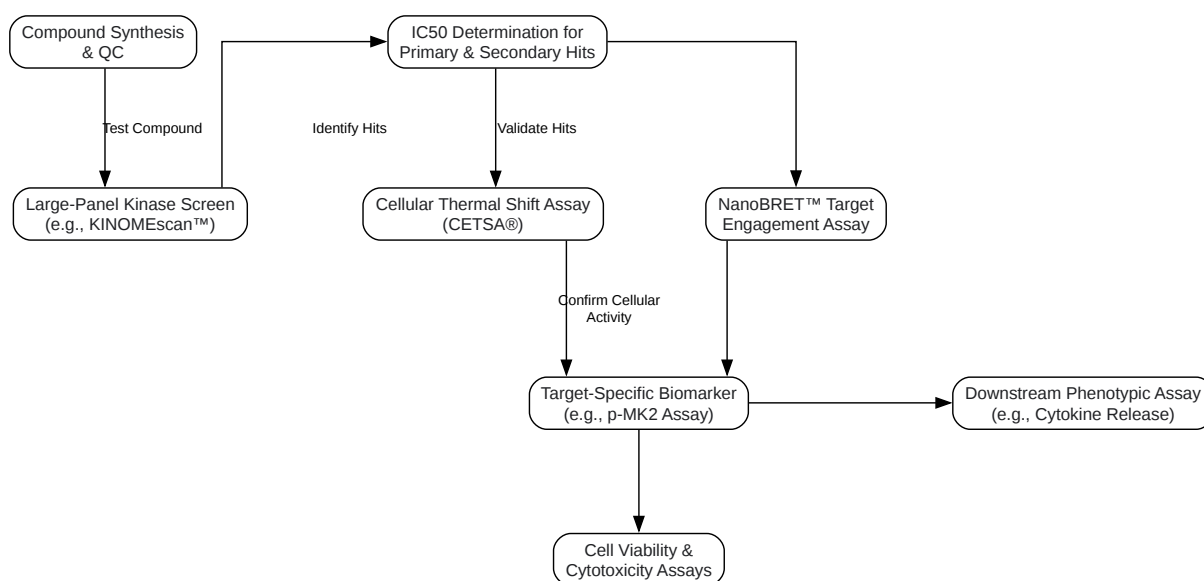 Compound Synthesis
& QC
IC50 Determination for
Primary & Secondary Hits
Test Compound
Identify Hits
Validate Hits
Large-Panel Kinase Screen
(e.g., KINOMEscan™)
Cellular Thermal Shift Assay
(CETSA®)
NanoBRET™ Target
Engagement Assay
Confirm Cellular
Activity
Target-Specific Biomarker
(e.g., p-MK2 Assay)
Downstream Phenotypic Assay
(e.g., Cytokine Release)
Cell Viability &
Cytotoxicity Assays